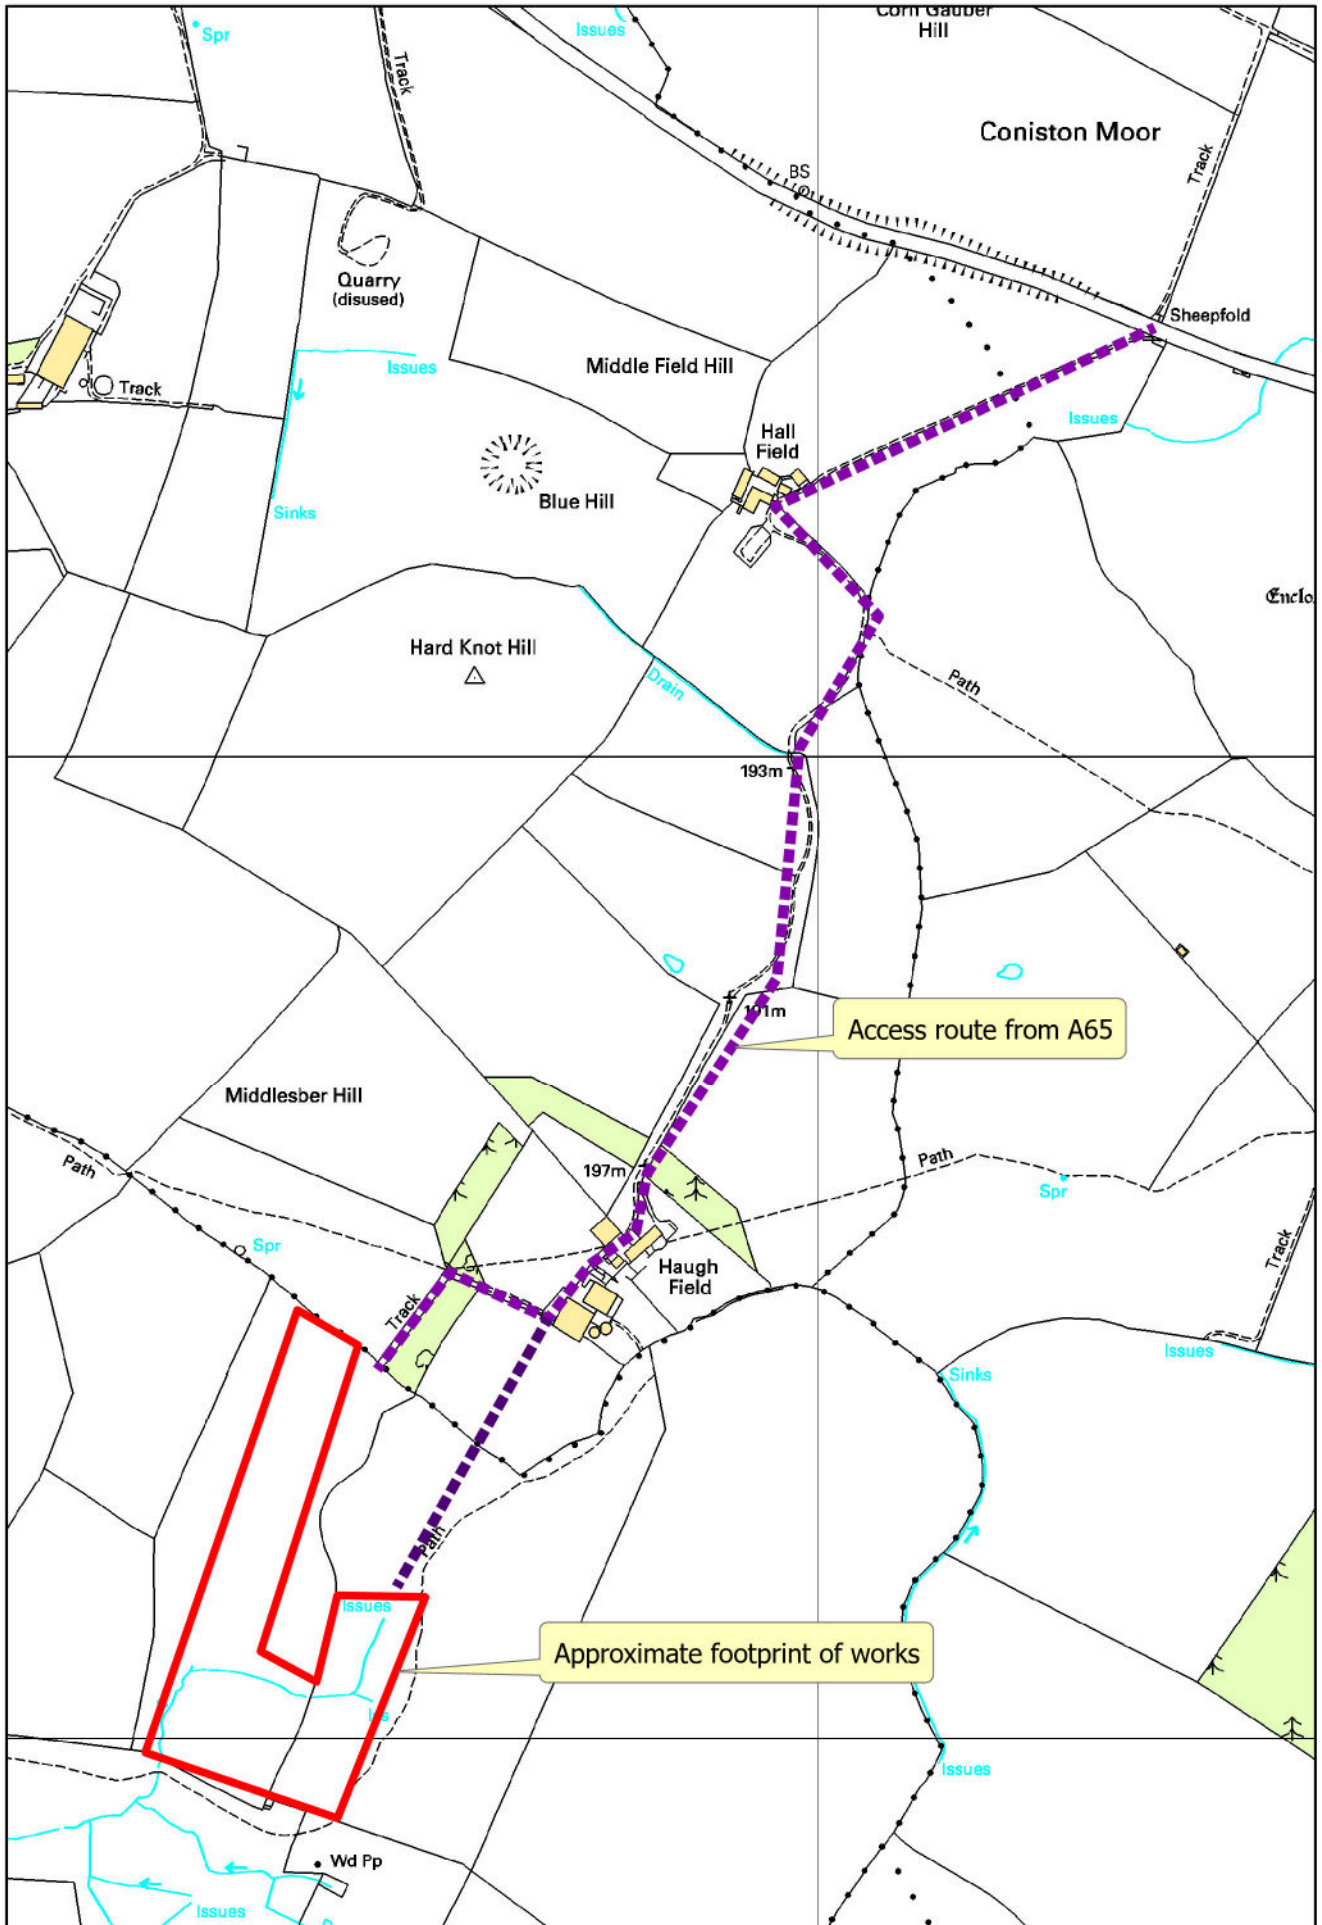 Spr
Issues
Corn Gauber
Hill
Track
Coniston Moor
Track
BS
Quarry
(disused)
Sheepfold
Issues
Middle Field Hill
Track
Issues
Hall
Field
Blue Hill
Sinks
Enclo
Hard Knot Hill
Drain
Path
193m
191m
Access route from A65
Middlesber Hill
Path
197m
Path
Spr
Spr
Haugh
Field
Track
Track
Issues
Sinks
Path
Issues
Approximate footprint of works
Iss
Issues
Wd Pp
Issues